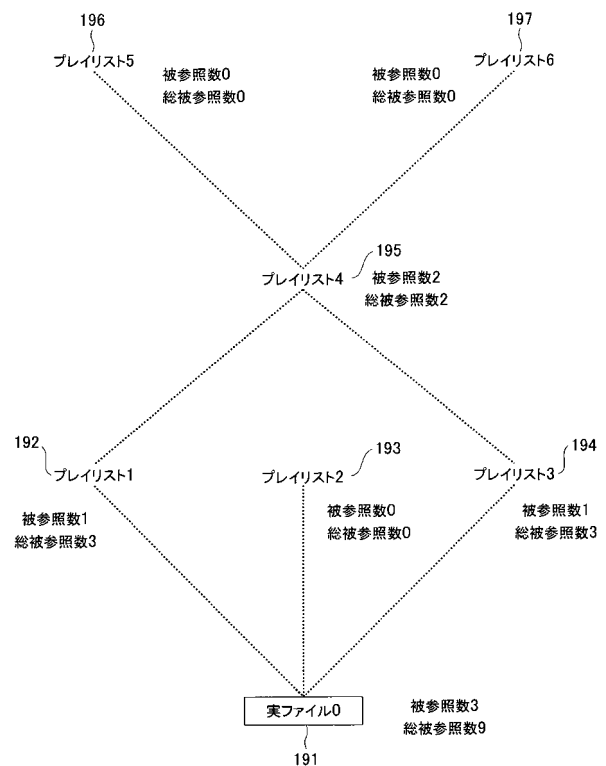 196
197
プレイリスト5
被参照数0
総被参照数0
被参照数0
総被参照数0
プレイリスト6
195
プレイリスト4
被参照数2
総被参照数2
192
プレイリスト1
被参照数1
総被参照数3
193
プレイリスト2
被参照数0
総被参照数0
194
プレイリスト3
被参照数1
総被参照数3
実ファイル0
被参照数3
総被参照数9
191